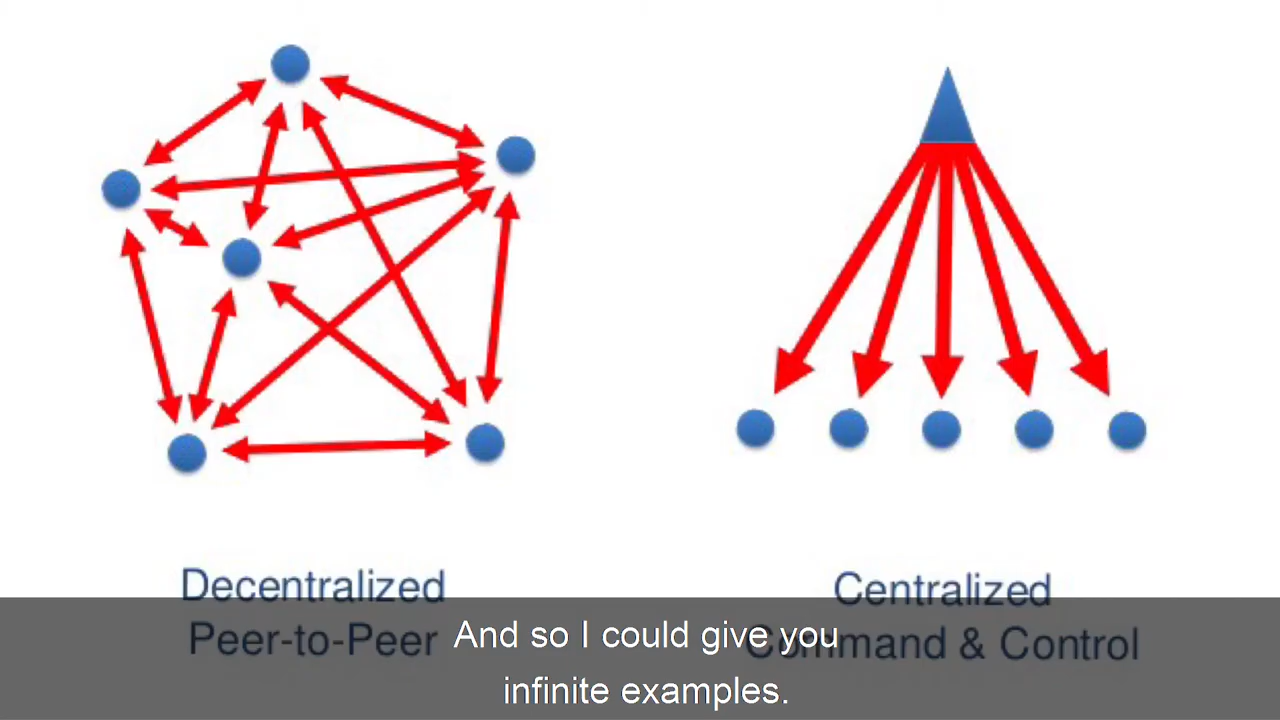 Decentralized
Peer-to-Peer
Centralized
Command & Control
And so I could give you
infinite examples.